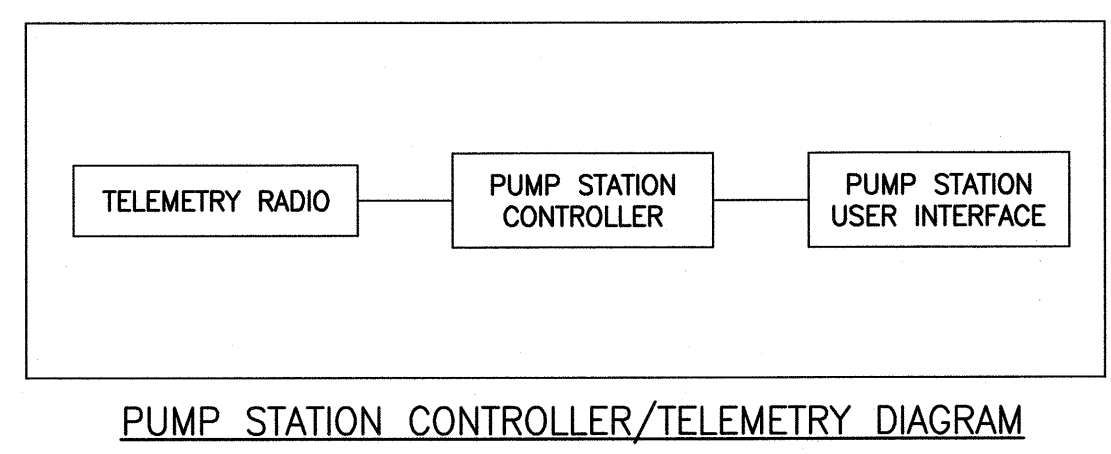 TELEMETRY RADIO
PUMP STATION
CONTROLLER
PUMP STATION
USER INTERFACE
PUMP STATION CONTROLLER/TELEMETRY DIAGRAM